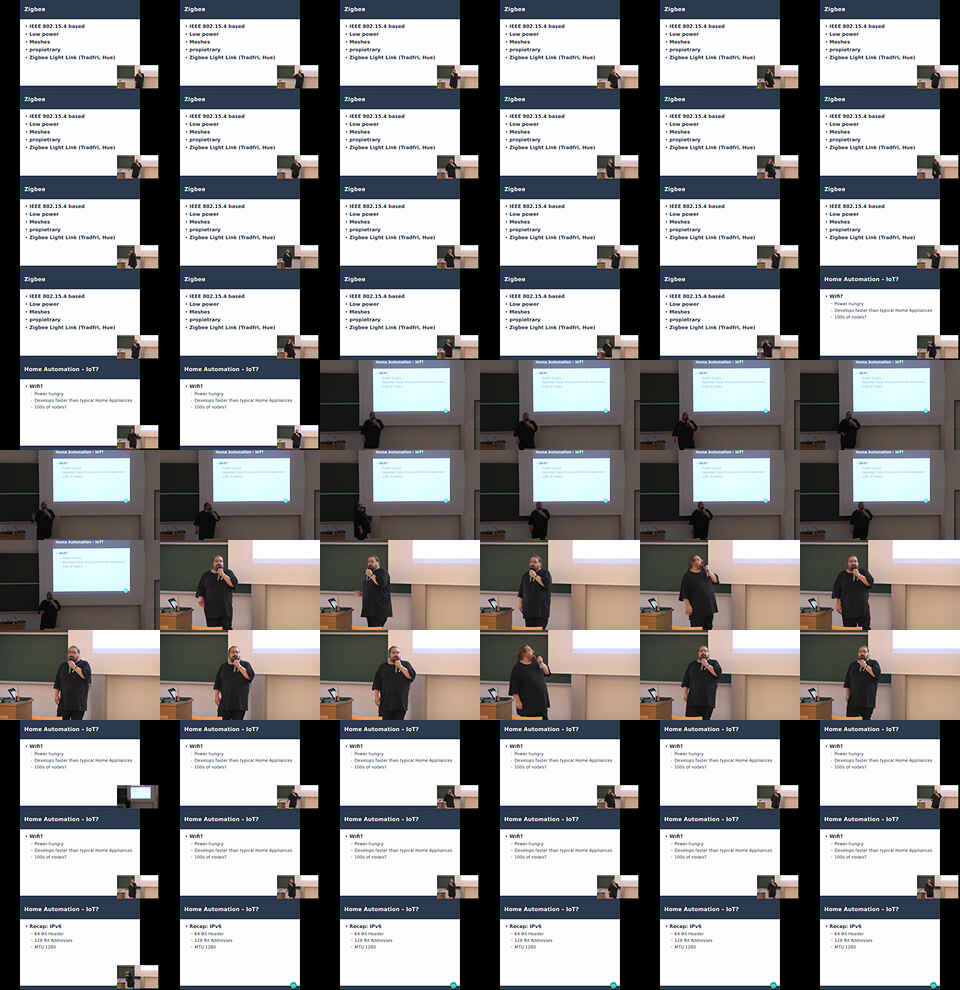 Zigbee
• IEEE 802.15.4 based
• Low power
• Meshes
• propietrary
• Zigbee Light Link (Tradfri, Hue)
Home Automation – IoT?
• Wifi?
– Power hungry
– Develops faster than typical Home Appliances
– 100s of nodes?
Home Automation – IoT?
• Recap: IPv6
– 64 Bit Header
– 128 Bit Addresses
– MTU 1280